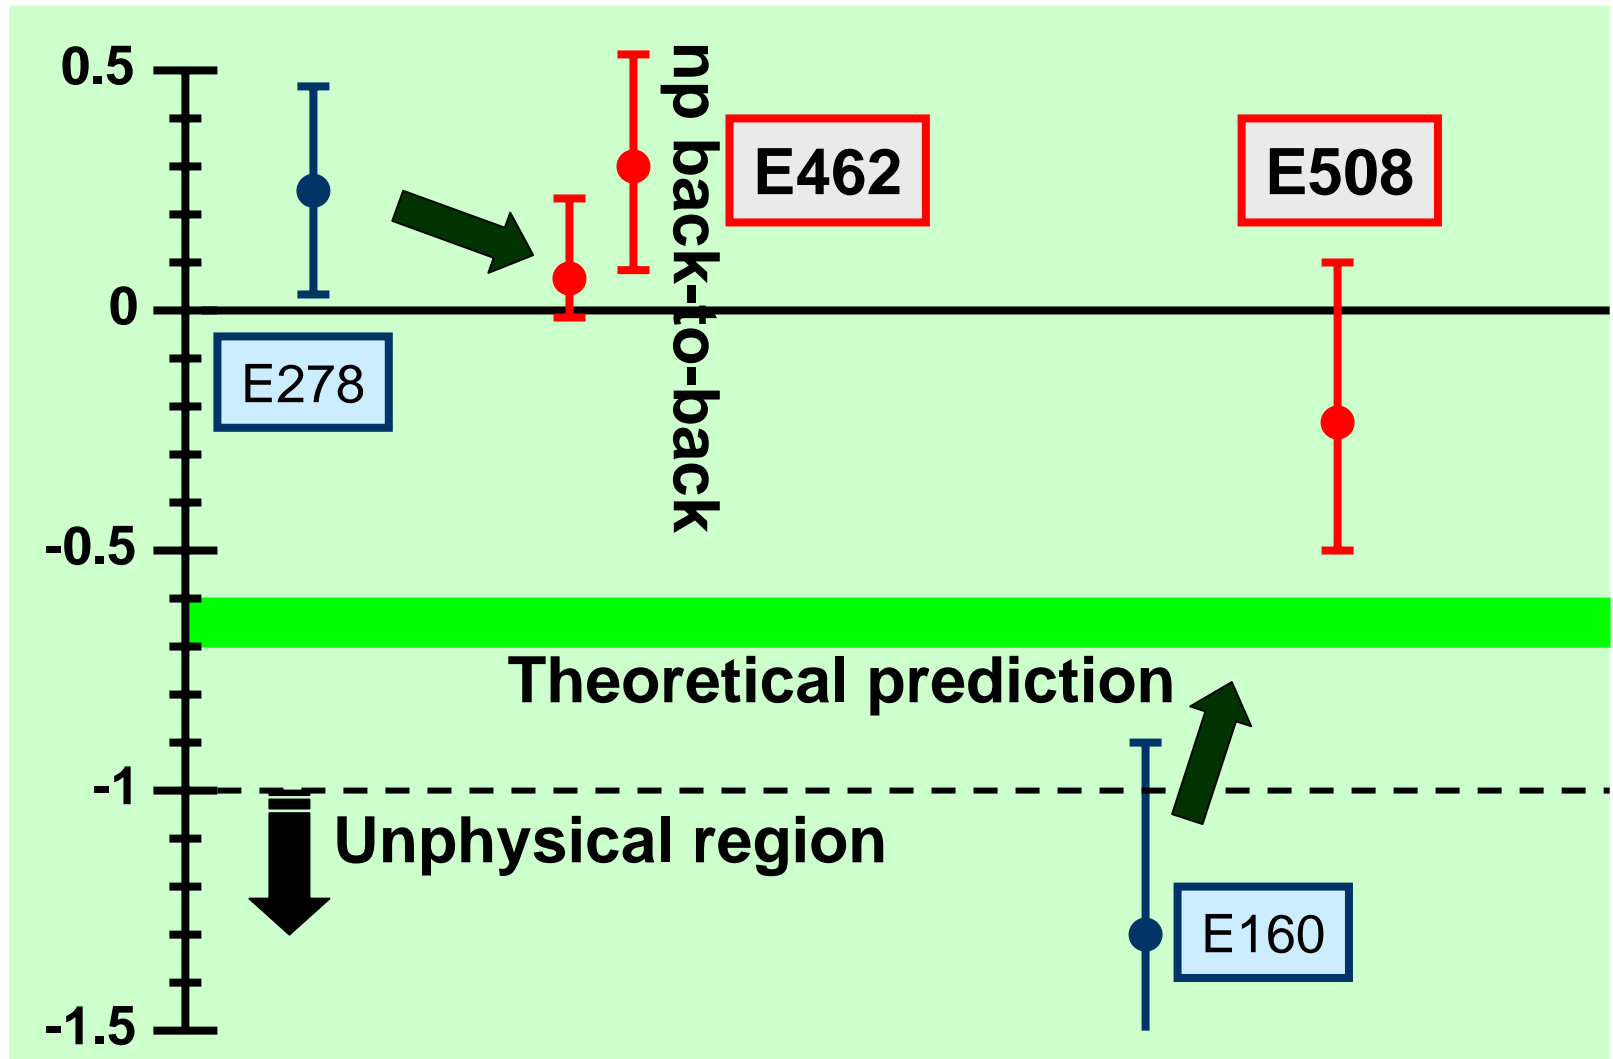 0.5
np back-to-back
E462
E508
0
E278
-0.5
Theoretical prediction
-1
Unphysical region
E160
-1.5